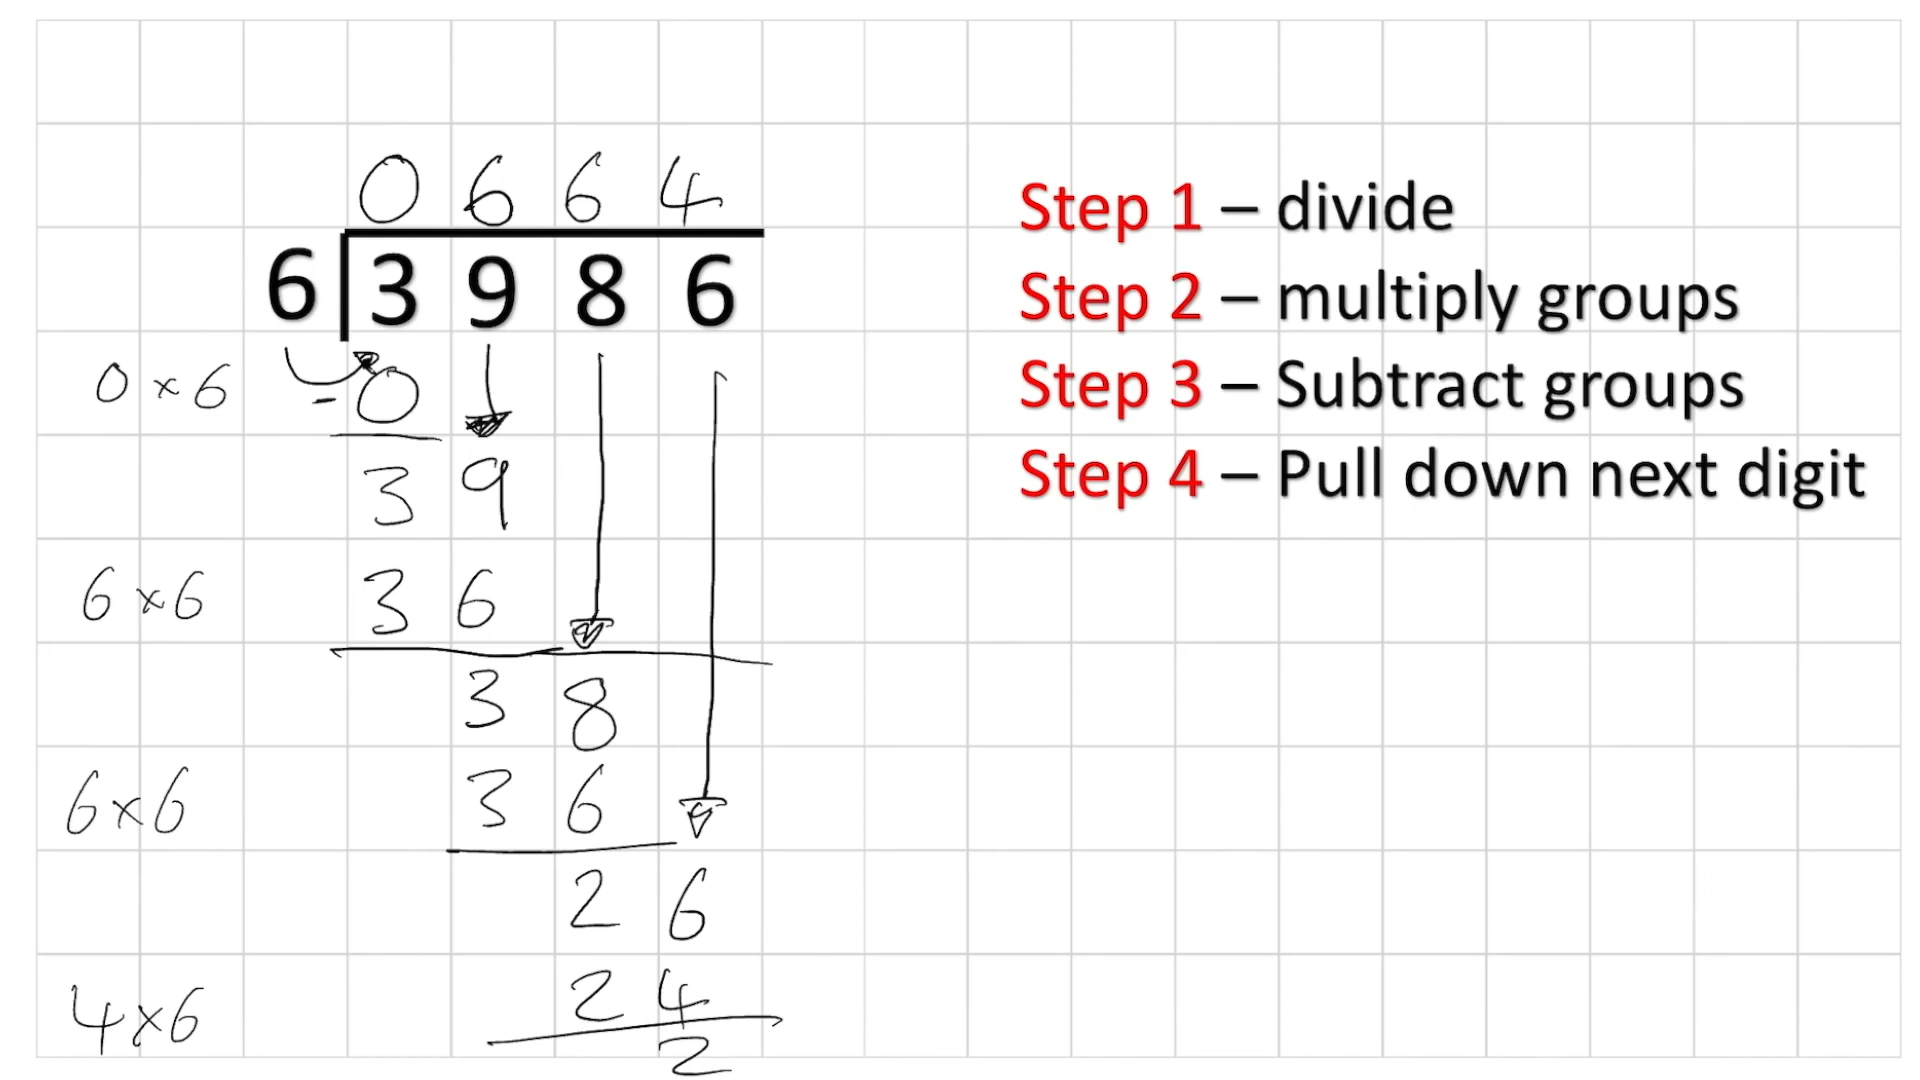 0 6 6 4
6 3 9 8 6
0 × 6 - 0
3 9
6 × 6 3 6
3 8
6 × 6 3 6
2 6
4 × 6 2 4
2
Step 1 – divide
Step 2 – multiply groups
Step 3 – Subtract groups
Step 4 – Pull down next digit